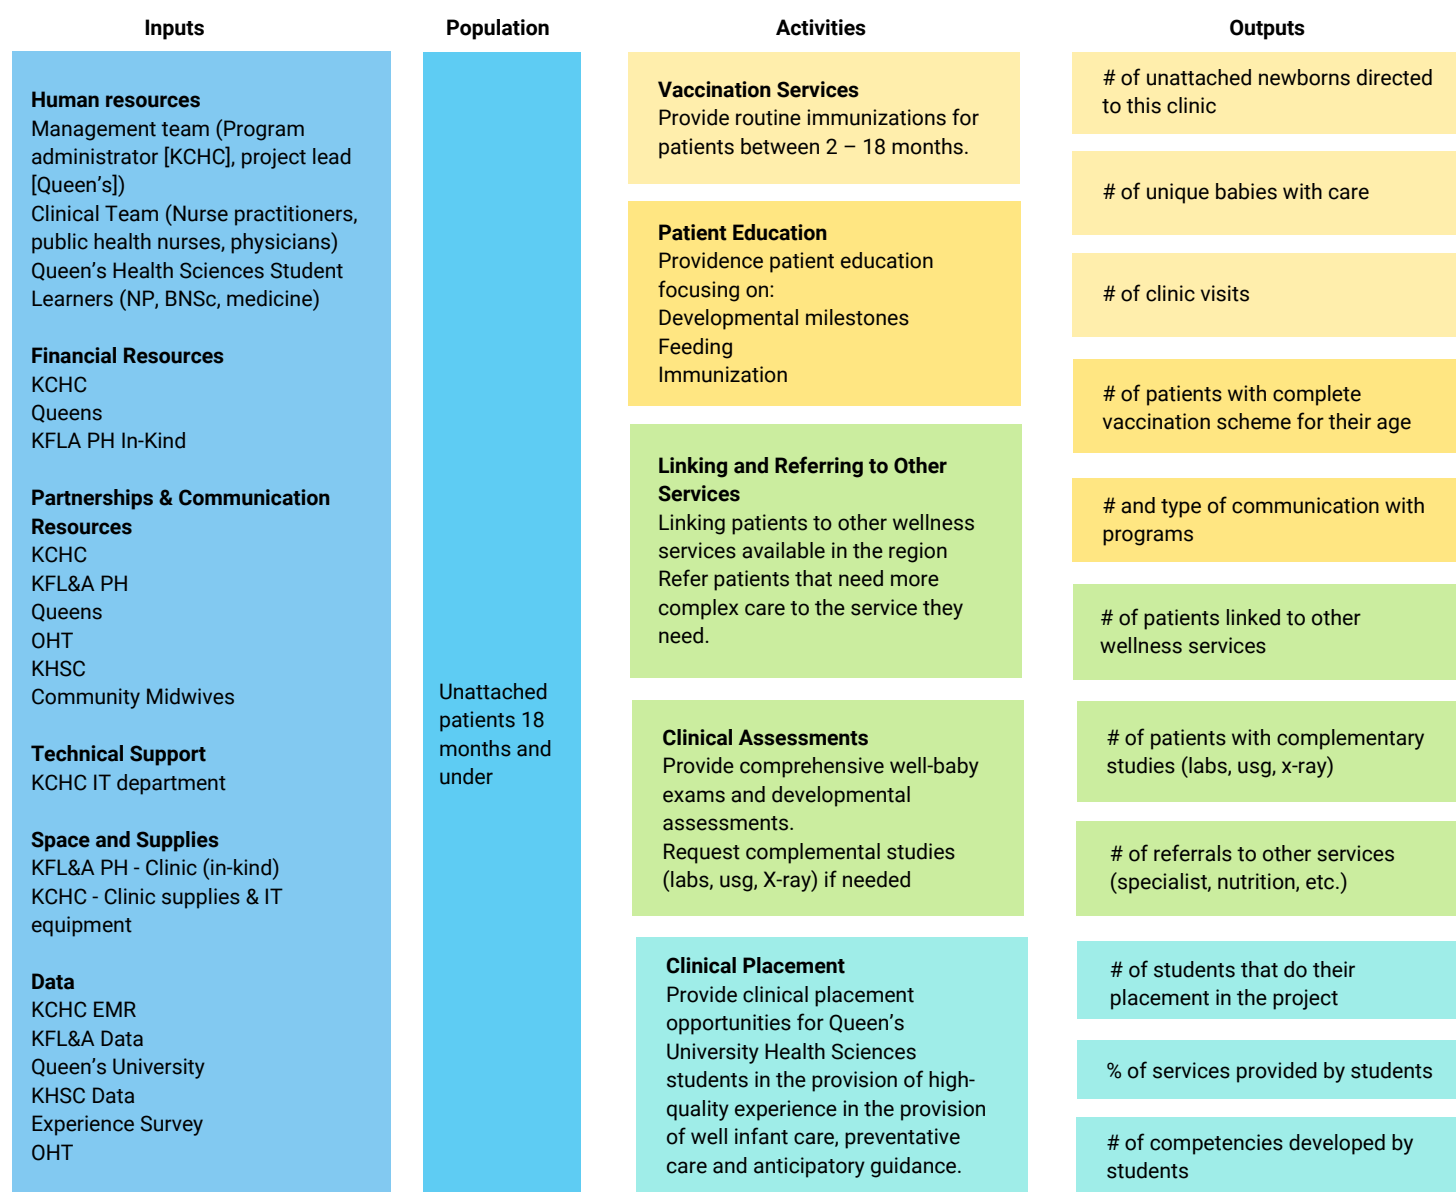 Inputs
Human resources
Management team (Program
administrator [KCHC], project lead
[Queen's])
Clinical Team (Nurse practitioners,
public health nurses, physicians)
Queen's Health Sciences Student
Learners (NP, BNSc, medicine)
Financial Resources
KCHC
Queens
KFLA PH In-Kind
Partnerships & Communication
Resources
KCHC
KFL&A PH
Queens
OHT
KHSC
Community Midwives
Technical Support
KCHC IT department
Space and Supplies
KFL&A PH - Clinic (in-kind)
KCHC - Clinic supplies & IT
equipment
Data
KCHC EMR
KFL&A Data
Queen's University
KHSC Data
Experience Survey
OHT
Population
Unattached
patients 18
months and
under
Activities
Vaccination Services
Provide routine immunizations for
patients between 2 – 18 months.
Patient Education
Providence patient education
focusing on:
Developmental milestones
Feeding
Immunization
Linking and Referring to Other
Services
Linking patients to other wellness
services available in the region
Refer patients that need more
complex care to the service they
need.
Clinical Assessments
Provide comprehensive well-baby
exams and developmental
assessments.
Request complemental studies
(labs, usg, X-ray) if needed
Clinical Placement
Provide clinical placement
opportunities for Queen's
University Health Sciences
students in the provision of high-
quality experience in the provision
of well infant care, preventative
care and anticipatory guidance.
Outputs
# of unattached newborns directed
to this clinic
# of unique babies with care
# of clinic visits
# of patients with complete
vaccination scheme for their age
# and type of communication with
programs
# of patients linked to other
wellness services
# of patients with complementary
studies (labs, usg, x-ray)
# of referrals to other services
(specialist, nutrition, etc.)
# of students that do their
placement in the project
% of services provided by students
# of competencies developed by
students